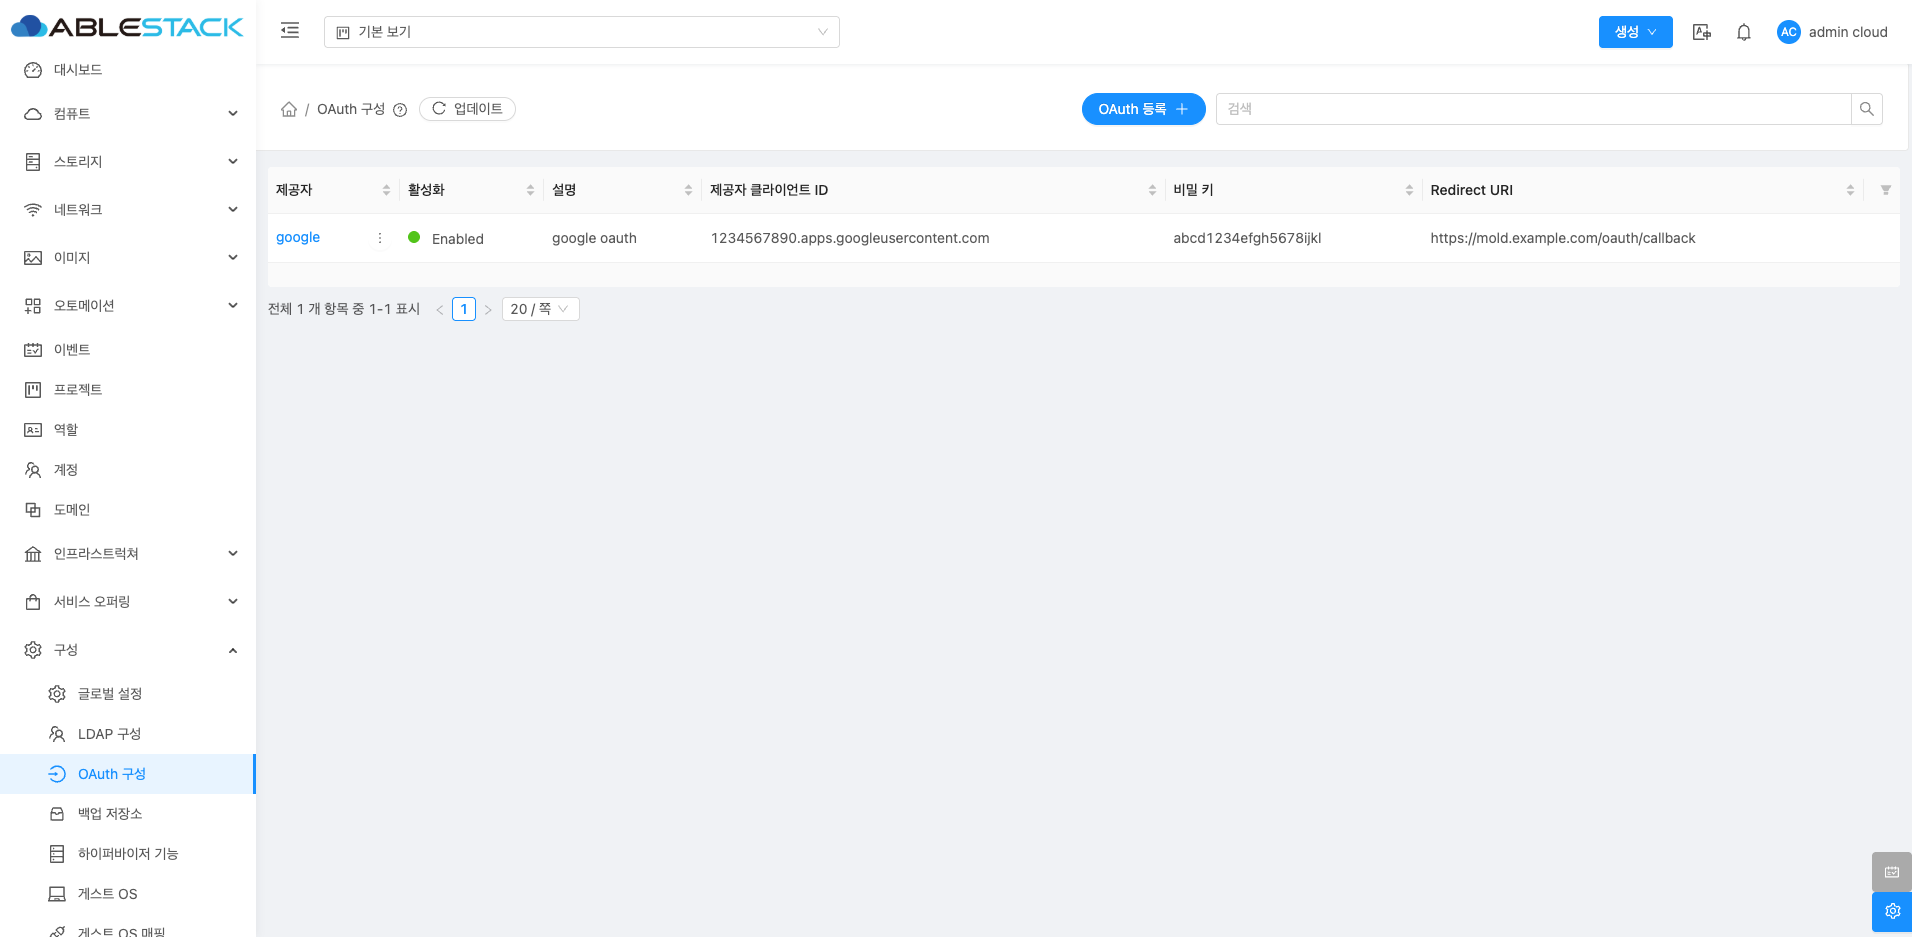 ABLESTACK
기본 보기
생성
AC
admin cloud
대시보드
컴퓨트
스토리지
네트워크
이미지
오토메이션
이벤트
프로젝트
역할
계정
도메인
인프라스트럭쳐
서비스 오퍼링
구성
글로벌 설정
LDAP 구성
OAuth 구성
백업 저장소
하이퍼바이저 기능
게스트 OS
게스트 OS 매핑
/ OAuth 구성
업데이트
OAuth 등록
검색
제공자 활성화 설명 제공자 클라이언트 ID 비밀 키 Redirect URI
google Enabled google oauth 1234567890.apps.googleusercontent.com abcd1234efgh5678ijkl https://mold.example.com/oauth/callback
전체 1 개 항목 중 1-1 표시 < 1 > 20 / 쪽